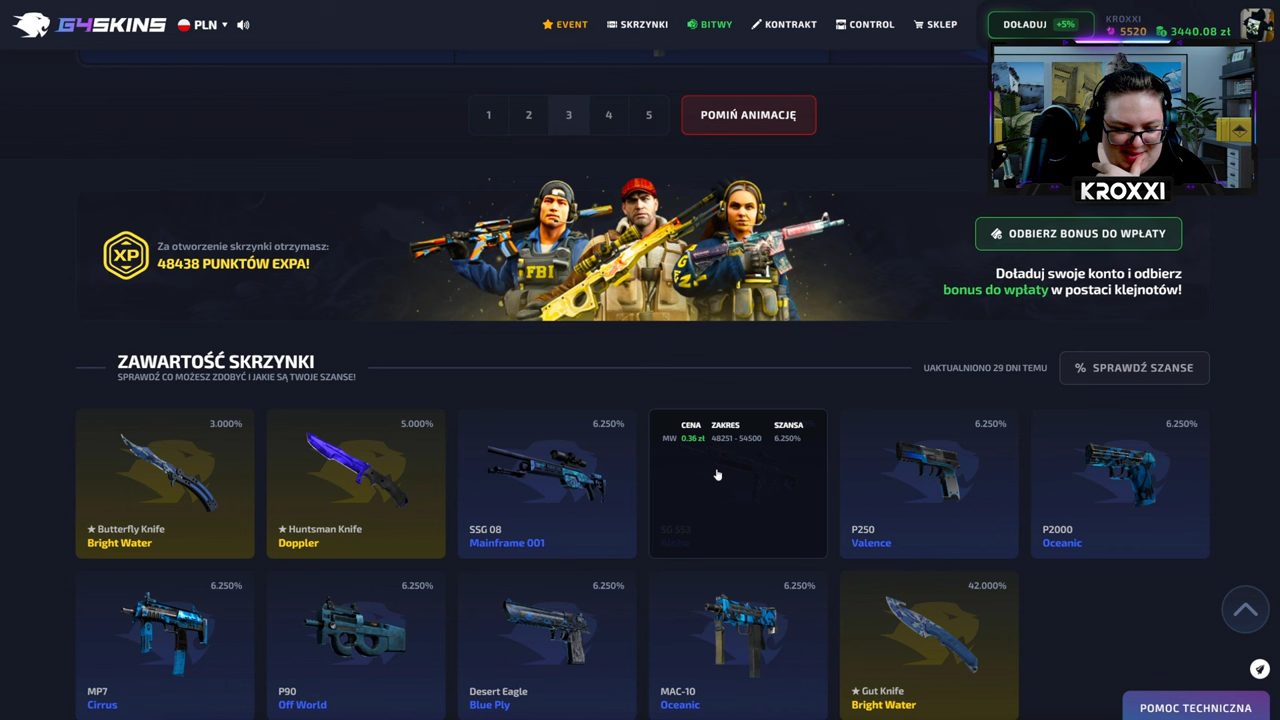 G4SKINS
PLN
EVENT
SKRZYNKI
BITWY
KONTRAKT
CONTROL
SKLEP
DOŁADUJ +5%
KROXXI
5520 3440.08 zł
1 2 3 4 5
POMIŃ ANIMACJĘ
KROXXI
XP
Za otworzenie skrzynki otrzymasz:
48438 PUNKTÓW EXPA!
FBI
ODBIERZ BONUS DO WPŁATY
Doładuj swoje konto i odbierz
bonus do wpłaty w postaci klejnotów!
ZAWARTOŚĆ SKRZYNKI
SPRAWDŹ CO MOŻESZ ZDOBYĆ I JAKIE SĄ TWOJE SZANSE!
UAKTUALNIONO 29 DNI TEMU
% SPRAWDŹ SZANSE
3.000%
★ Butterfly Knife
Bright Water
5.000%
★ Huntsman Knife
Doppler
6.250%
SSG 08
Mainframe 001
CENA ZAKRES SZANSA
MW 0.36 zł 48251 - 54500 6.250%
SG 553
6.250%
P250
Valence
6.250%
P2000
Oceanic
6.250%
MP7
Cirrus
6.250%
P90
Off World
6.250%
Desert Eagle
Blue Ply
6.250%
MAC-10
Oceanic
42.000%
★ Gut Knife
Bright Water
POMOC TECHNICZNA